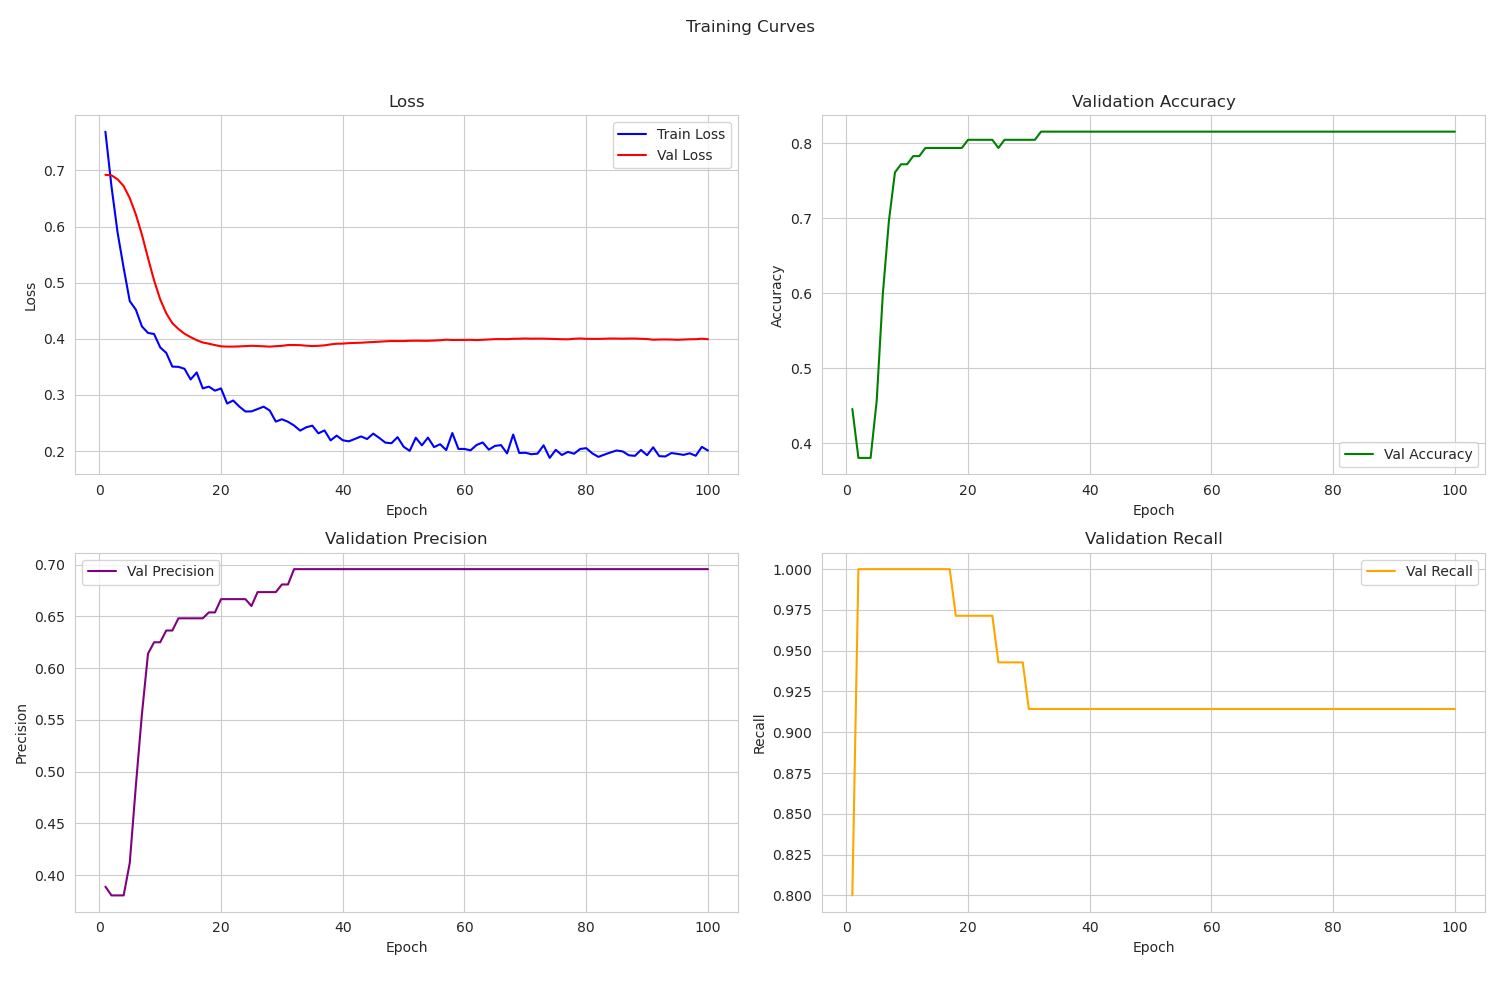 Training Curves
Loss
Train Loss
Val Loss
0.7
0.6
0.5
0.4
0.3
0.2
Loss
0 20 40 60 80 100
Epoch
Validation Accuracy
0.8
0.7
0.6
0.5
0.4
Accuracy
Val Accuracy
0 20 40 60 80 100
Epoch
Validation Precision
Val Precision
0.70
0.65
0.60
0.55
0.50
0.45
0.40
Precision
0 20 40 60 80 100
Epoch
Validation Recall
Val Recall
1.000
0.975
0.950
0.925
0.900
0.875
0.850
0.825
0.800
Recall
0 20 40 60 80 100
Epoch